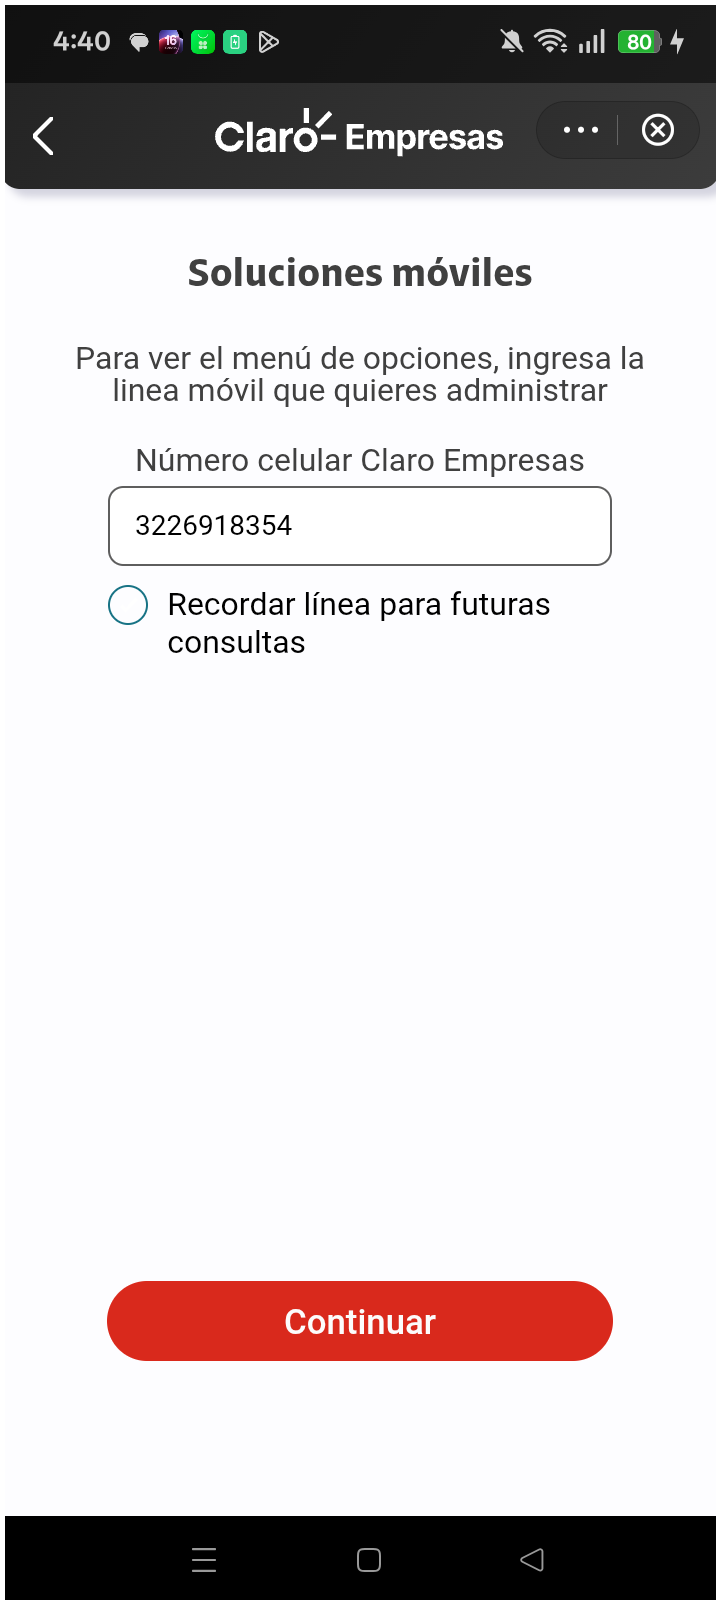 4:40
16
80
Claro Empresas
Soluciones móviles
Para ver el menú de opciones, ingresa la
linea móvil que quieres administrar
Número celular Claro Empresas
3226918354
Recordar línea para futuras
consultas
Continuar